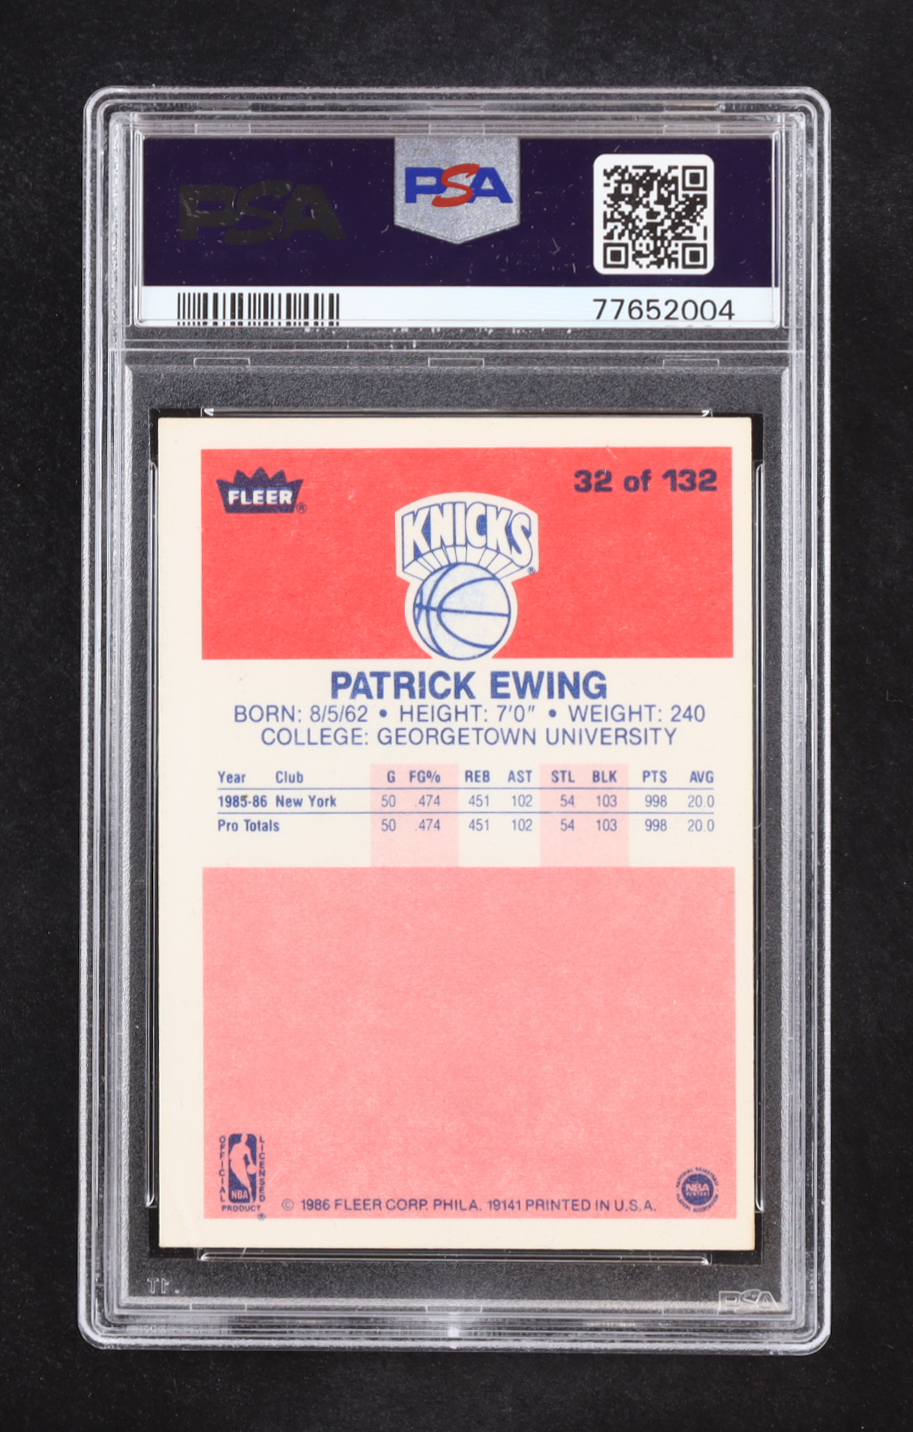 PSA
PSA
77652004
FLEER®
32 of 132
KNICKS®
PATRICK EWING
BORN: 8/5/62 • HEIGHT: 7'0" • WEIGHT: 240
COLLEGE: GEORGETOWN UNIVERSITY
Year Club G FG% REB AST STL BLK PTS AVG
1985-86 New York 50 .474 451 102 54 103 998 20.0
Pro Totals 50 .474 451 102 54 103 998 20.0
OFFICIAL LICENSED
NBA
PRODUCT®
© 1986 FLEER CORP. PHILA. 19141 PRINTED IN U.S.A.
NBA
PSA